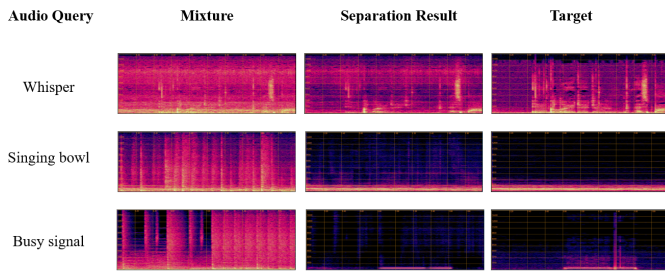 Audio Query Mixture Separation Result Target
Whisper
Singing bowl
Busy signal